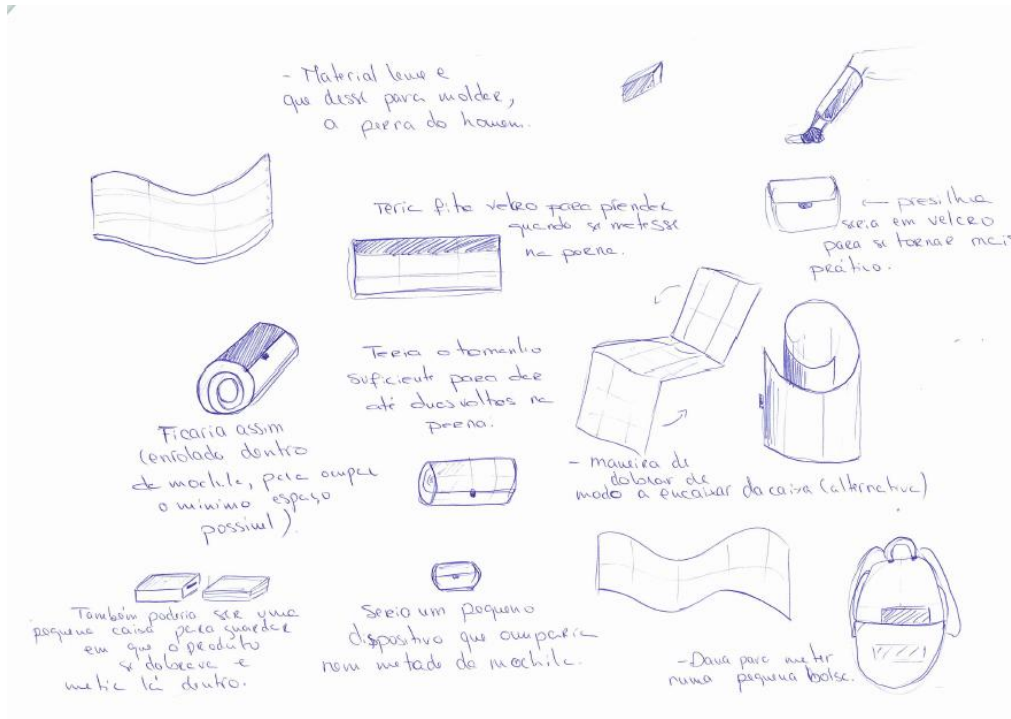 - Material leve e
que desse para molder,
a perna do homem.
Teria fita velcro para prender
quando se metesse
na perna.
← presilha
seria em velcro
para se tornar mais
prático.
Teria o tamanho
suficiente para dar
até duas voltas na
perna.
Ficaria assim
(enrolado dentro
da mochila, para ocupar
o minimo espaço
possivel).
- maneira de
dobrar de
modo a encaixar da caixa (alternativa)
Também poderia ser uma
pequena caixa para guardar
em que o produto
se dobrava e
metia lá dentro.
Seria um pequeno
dispositivo que ocuparia
nem metade da mochila.
- Dava para meter
numa pequena bolsa.